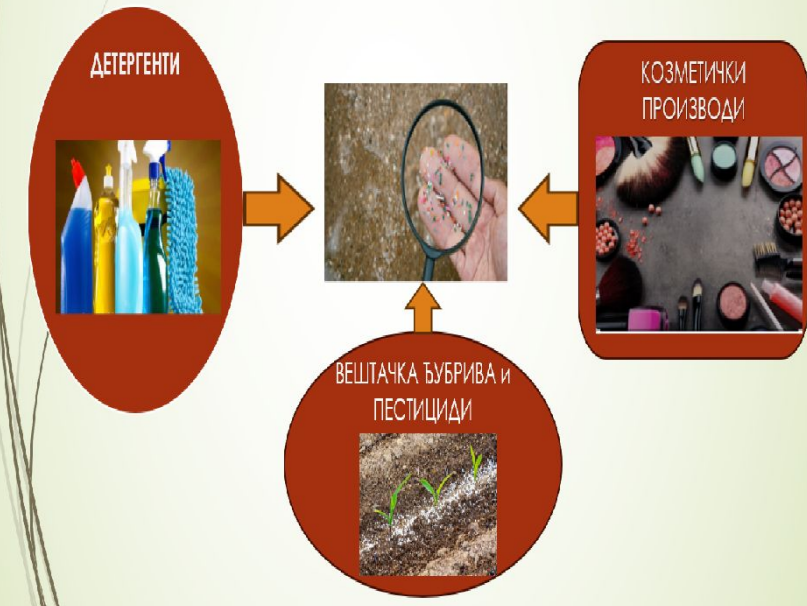 ДЕТЕРГЕНТИ
КОЗМЕТИЧКИ
ПРОИЗВОДИ
ВЕШТАЧКА ЂУБРИВА и
ПЕСТИЦИДИ